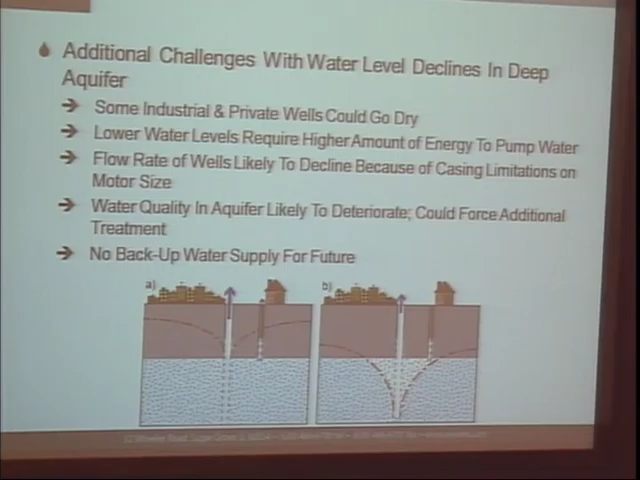 Additional Challenges With Water Level Declines In Deep
Aquifer
Some Industrial & Private Wells Could Go Dry
Lower Water Levels Require Higher Amount of Energy To Pump Water
Flow Rate of Wells Likely To Decline Because of Casing Limitations on
Motor Size
Water Quality In Aquifer Likely To Deteriorate; Could Force Additional
Treatment
No Back-Up Water Supply For Future
a)
b)